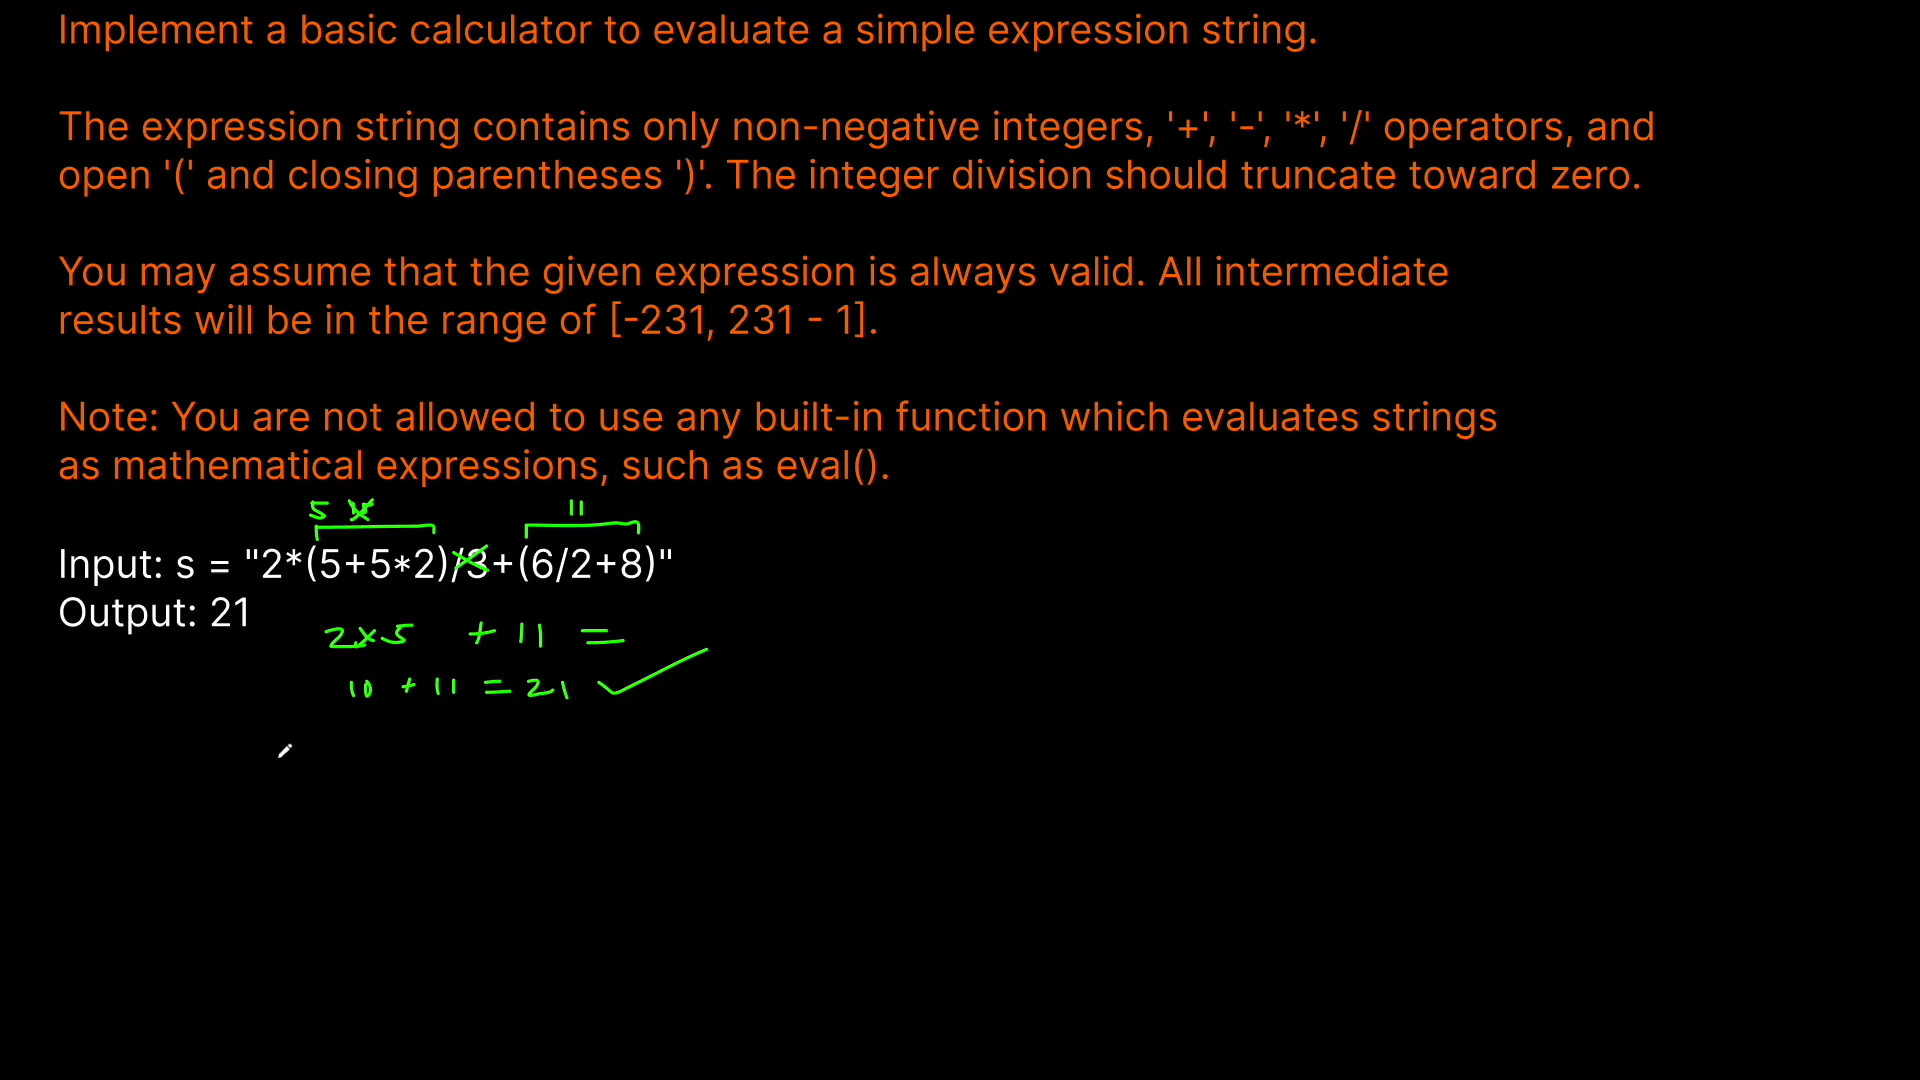 Implement a basic calculator to evaluate a simple expression string.
The expression string contains only non-negative integers, '+', '-', '*', '/' operators, and
open '(' and closing parentheses ')'. The integer division should truncate toward zero.
You may assume that the given expression is always valid. All intermediate
results will be in the range of [-231, 231 - 1].
Note: You are not allowed to use any built-in function which evaluates strings
as mathematical expressions, such as eval().
5 11
Input: s = "2*(5+5*2)/3+(6/2+8)"
Output: 21
2x5 + 11 =
10 + 11 = 21